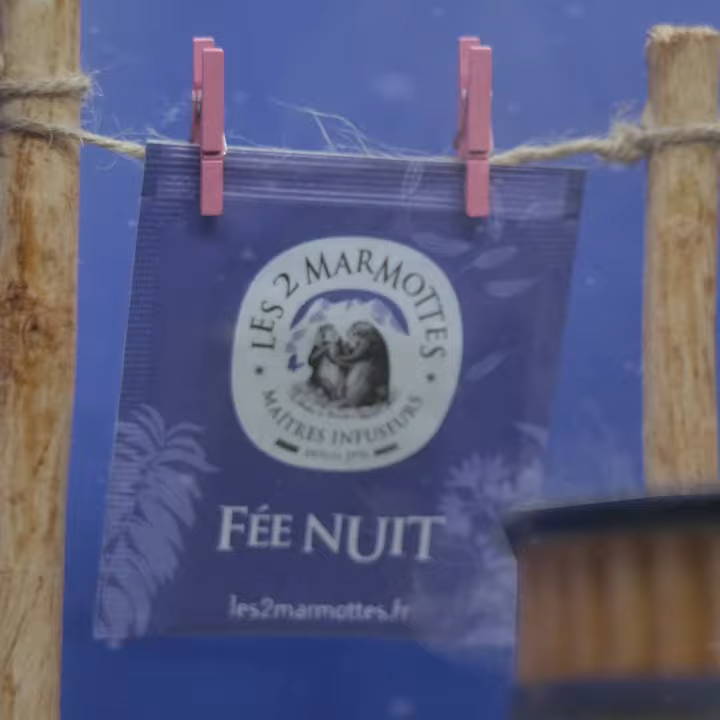 LES 2 MARMOTTES
MAÎTRES INFUSEURS
FÉE NUIT
les2marmottes.fr